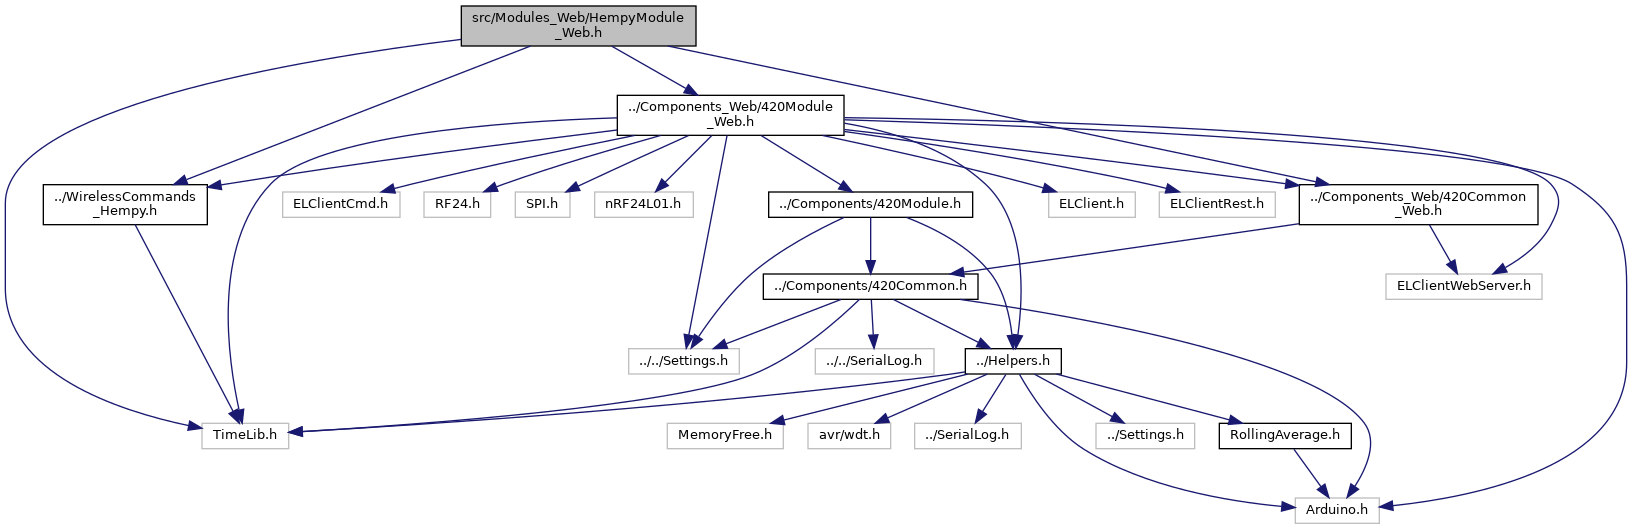 src/Modules_Web/HempyModule
_Web.h
../Components_Web/420Module
_Web.h
../WirelessCommands
_Hempy.h
ELClientCmd.h
RF24.h
SPI.h
nRF24L01.h
../Components/420Module.h
ELClient.h
ELClientRest.h
../Components_Web/420Common
_Web.h
../Components/420Common.h
ELClientWebServer.h
../../Settings.h
../../SerialLog.h
../Helpers.h
TimeLib.h
MemoryFree.h
avr/wdt.h
../SerialLog.h
../Settings.h
RollingAverage.h
Arduino.h